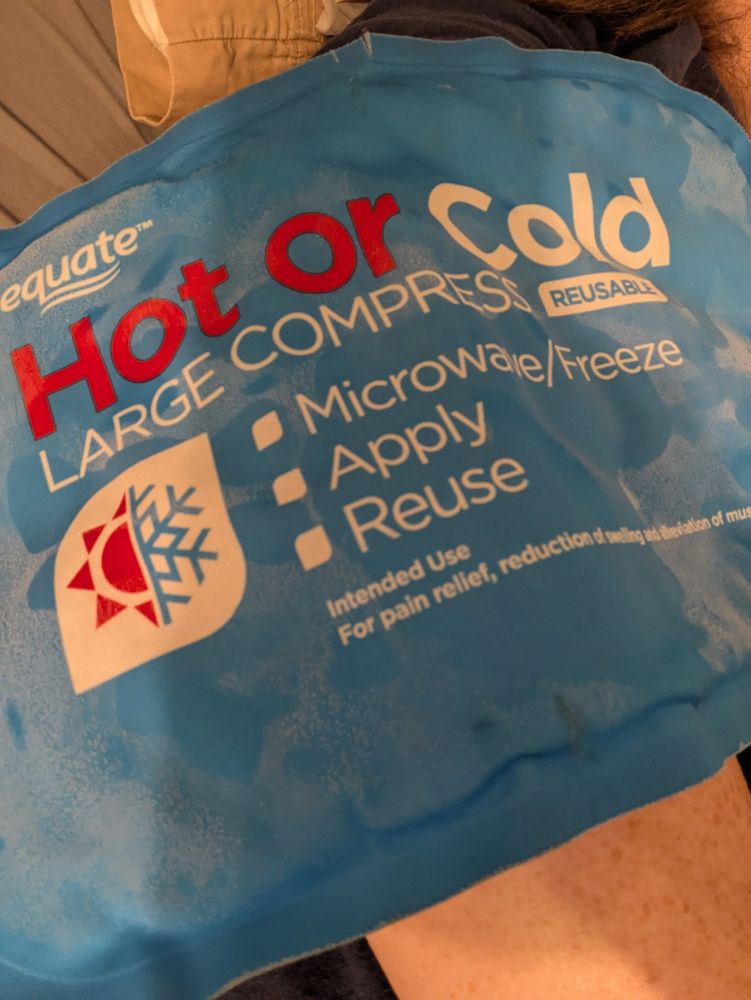 equate™
Hot or Cold
LARGE COMPRESS REUSABLE
Microwave/Freeze
Apply
Reuse
Intended Use
For pain relief, reduction of swelling and alleviation of